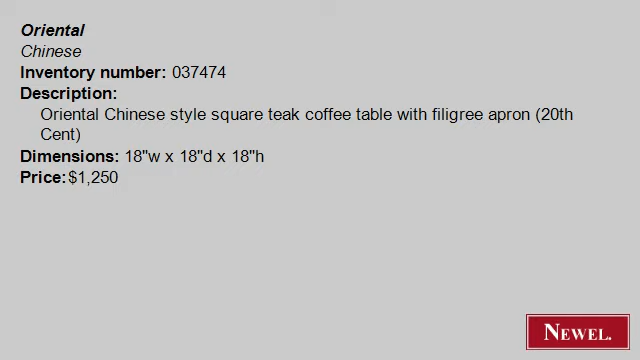 Oriental
Chinese
Inventory number: 037474
Description:
Oriental Chinese style square teak coffee table with filigree apron (20th
Cent)
Dimensions: 18"w x 18"d x 18"h
Price:$1,250
NEWEL.